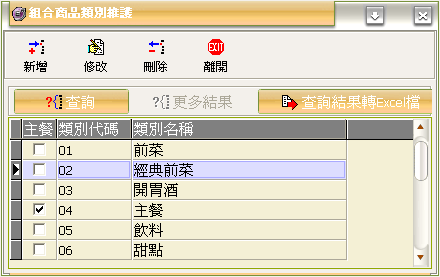 組合商品類別維護
新增 修改 刪除 EXIT 離開
查詢 更多結果 查詢結果轉Excel檔
主餐 類別代碼 類別名稱
01 前菜
02 經典前菜
03 開胃酒
04 主餐
05 飲料
06 甜點